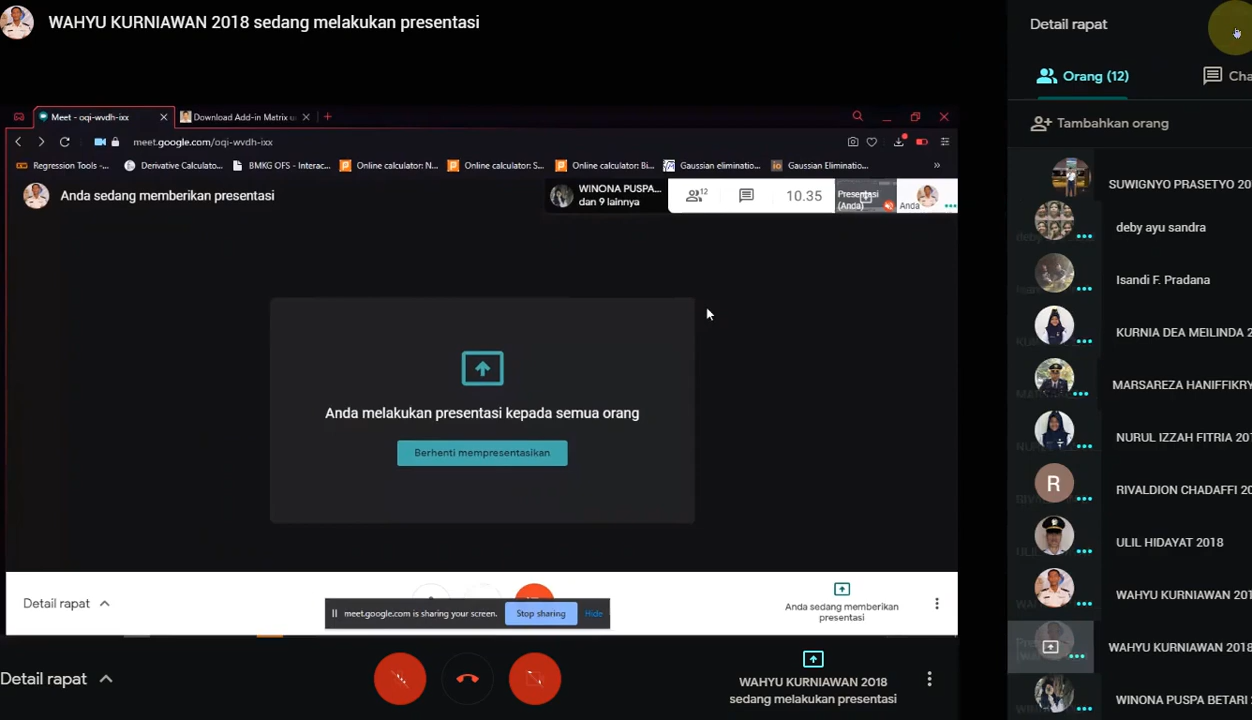 WAHYU KURNIAWAN 2018 sedang melakukan presentasi
Meet - oqi-wvdh-ixx
Download Add-in Matrix u
meet.google.com/oqi-wvdh-ixx
Regression Tools -...
Derivative Calculato...
BMKG OFS - Interac...
Online calculator: N...
Online calculator: S...
Online calculator: Bi...
Gaussian eliminatio...
Gaussian Eliminatio...
»
Anda sedang memberikan presentasi
WINONA PUSPA...
dan 9 lainnya
12
10.35
Presentasi
(Anda)
Anda
Anda melakukan presentasi kepada semua orang
Berhenti mempresentasikan
Detail rapat
meet.google.com is sharing your screen.
Stop sharing
Hide
Anda sedang memberikan
presentasi
Detail rapat
WAHYU KURNIAWAN 2018
sedang melakukan presentasi
Detail rapat
Orang (12)
Cha
Tambahkan orang
SUWIGNYO PRASETYO 20
deby ayu sandra
Isandi F. Pradana
KURNIA DEA MEILINDA 2
MARSAREZA HANIFFIKRY
NURUL IZZAH FITRIA 201
R
RIVALDION CHADAFFI 20
ULIL HIDAYAT 2018
WAHYU KURNIAWAN 201
WAHYU KURNIAWAN 2018
WINONA PUSPA BETARI